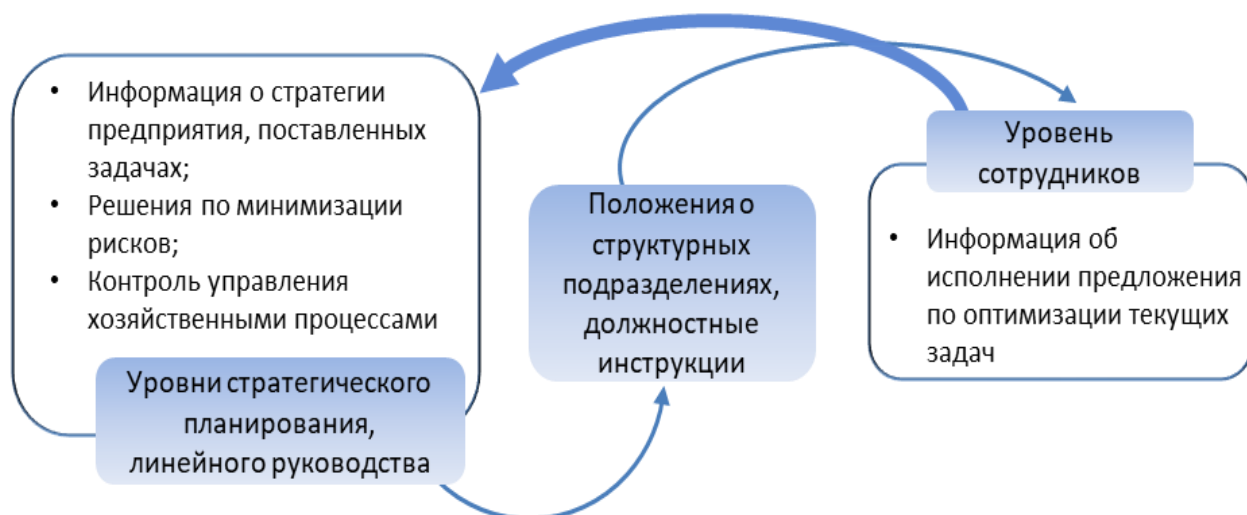 • Информация о стратегии
предприятия, поставленных
задачах;
• Решения по минимизации
рисков;
• Контроль управления
хозяйственными процессами
Уровни стратегического
планирования,
линейного руководства
Положения о
структурных
подразделениях,
должностные
инструкции
Уровень
сотрудников
• Информация об
исполнении предложения
по оптимизации текущих
задач